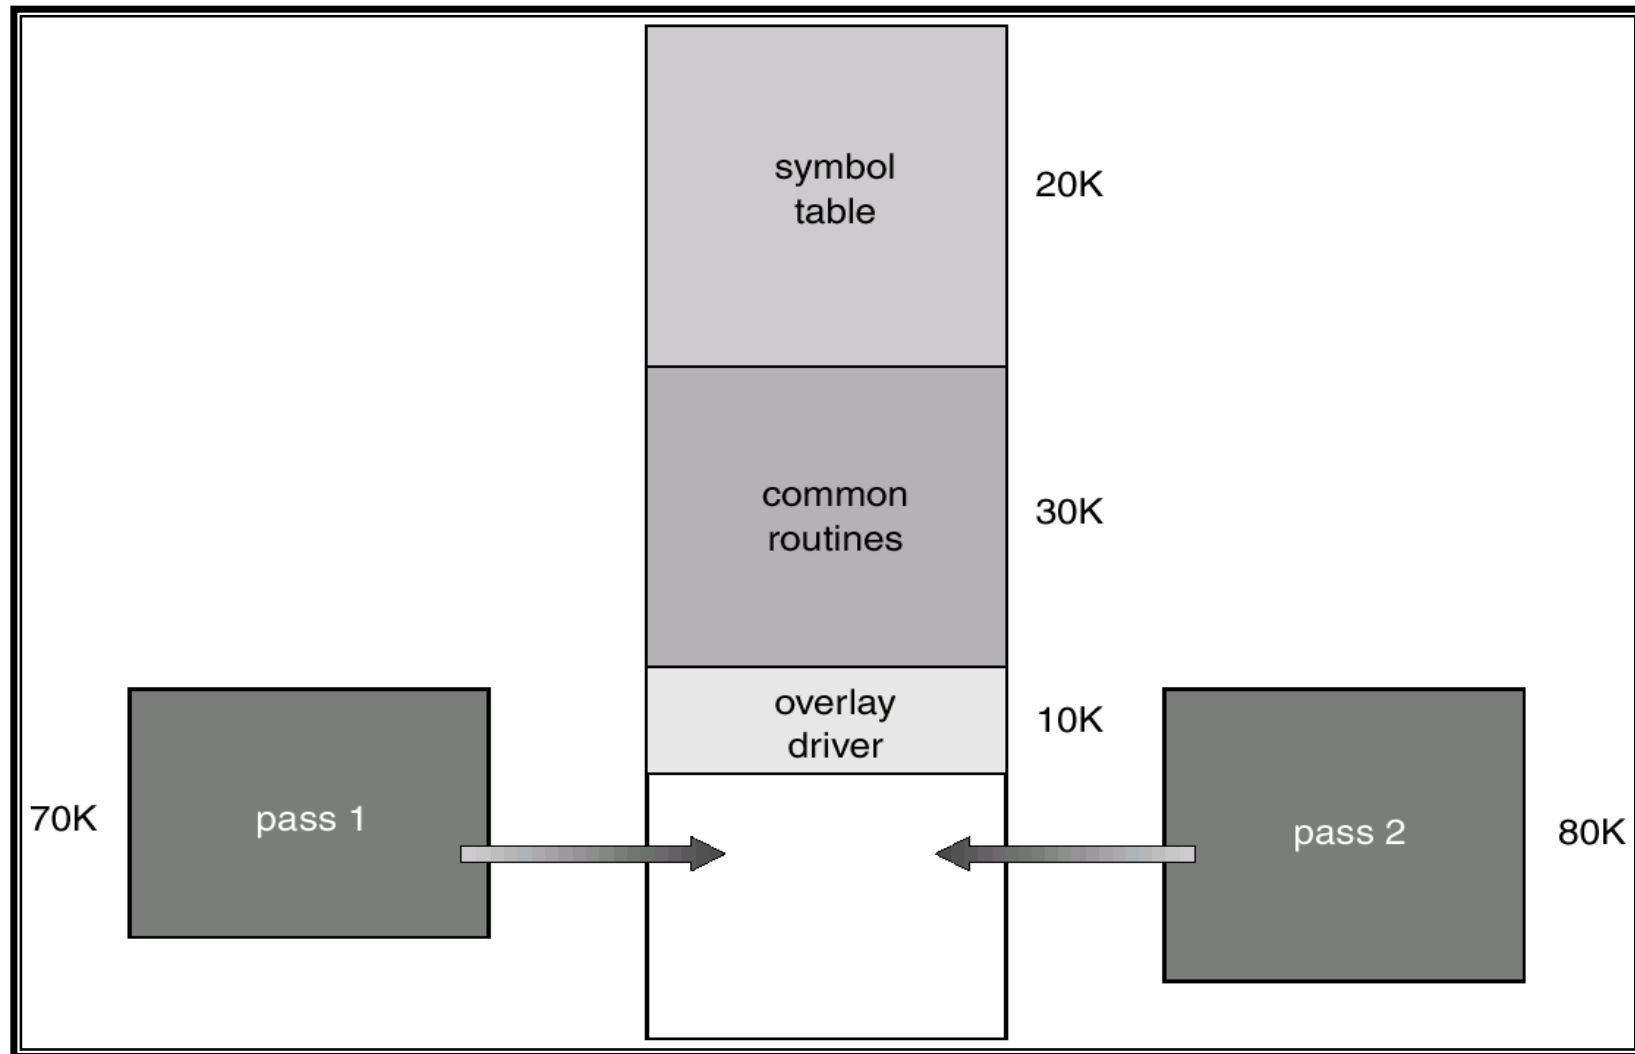 symbol
table
20K
common
routines
30K
overlay
driver
10K
70K
pass 1
pass 2
80K